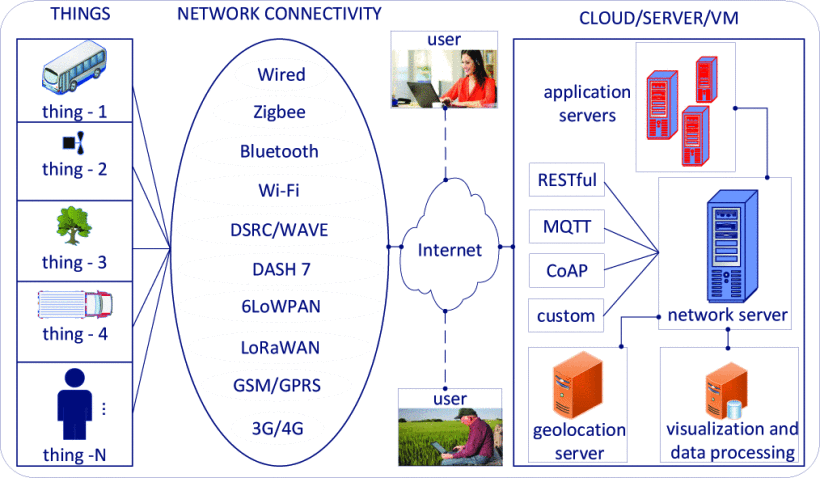 THINGS
thing - 1
thing - 2
thing - 3
thing - 4
⋮
thing -N
NETWORK CONNECTIVITY
Wired
Zigbee
Bluetooth
Wi-Fi
DSRC/WAVE
DASH 7
6LoWPAN
LoRaWAN
GSM/GPRS
3G/4G
user
Internet
user
CLOUD/SERVER/VM
application
servers
RESTful
MQTT
CoAP
custom
network server
geolocation
server
visualization and
data processing